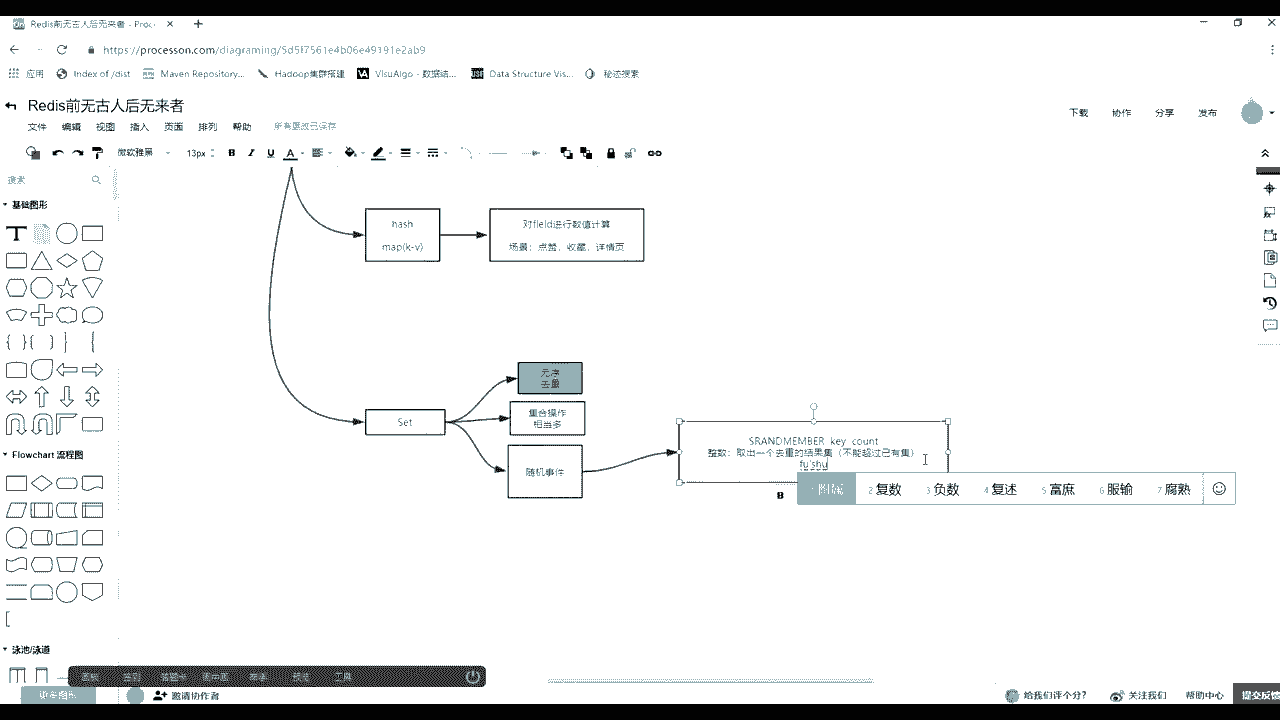 Redis前无古人后无来者 - Proc
https://processon.com/diagraming/5d5f7561e4b06e49191e2ab9
应用
Index of /dist
Maven Repository...
Hadoop集群搭建
VisuAlgo - 数据结...
Data Structure Vis...
秘迹搜索
Redis前无古人后无来者
文件 编辑 视图 插入 页面 排列 帮助 所有更改已保存
下载 协作 分享 发布
微软雅黑 13px B I U A
搜索
基础图形
hash
map(k-v)
对field进行数值计算
场景：点赞，收藏，详情页
Set
无序
去重
集合操作
相当多
随机事件
SRANDMEMBER key count
整数：取出一个去重的结果集（不能超过已有集）
fu'shu
2 复数 3 负数 4 复述 5 富庶 6 服输 7 腐熟
B
Flowchart 流程图
泳池/泳道
更多图形
邀请协作者
给我们评个分？
关注我们
帮助中心
提交反馈